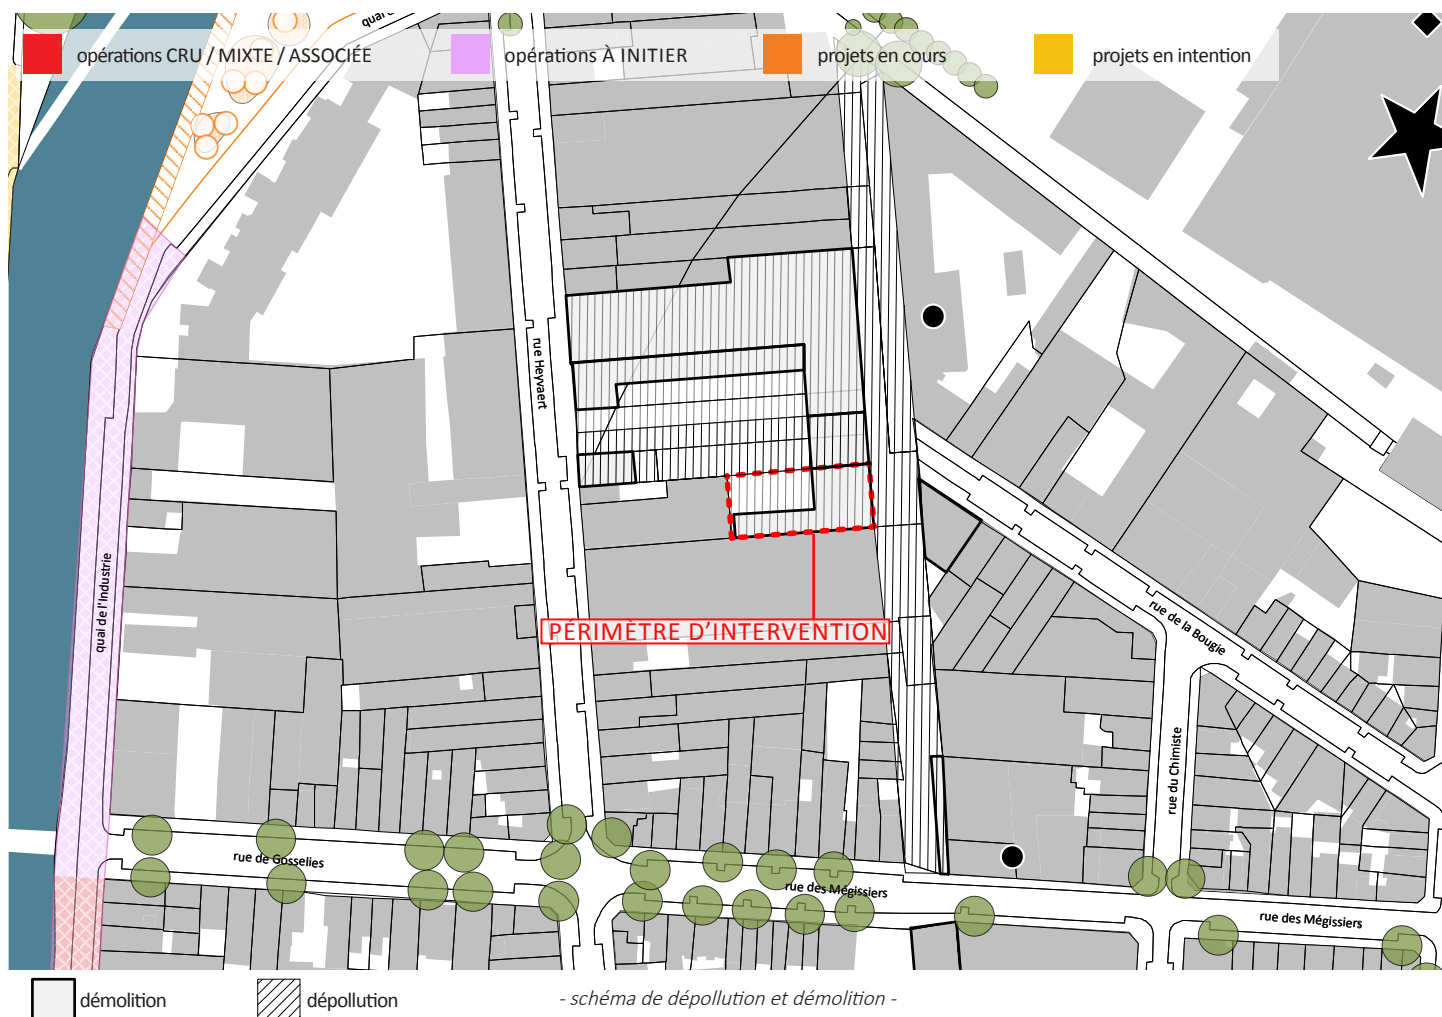 quai d
opérations CRU / MIXTE / ASSOCIÉE
opérations À INITIER
projets en cours
projets en intention
rue Heyvaert
quai de l'Industrie
PÉRIMÈTRE D'INTERVENTION
rue de la Bougie
rue du Chimiste
rue de Gosselies
rue des Mégissiers
rue des Mégissiers
démolition
dépollution
- schéma de dépollution et démolition -